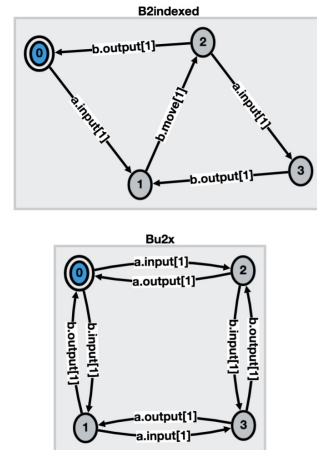 B2indexed
0
b.output[1]
2
a.input[1]
b.move[1]
a.input[1]
1
b.output[1]
3
Bu2x
0
a.input[1]
a.output[1]
2
b.output[1]
b.input[1]
b.input[1]
b.output[1]
1
a.output[1]
a.input[1]
3